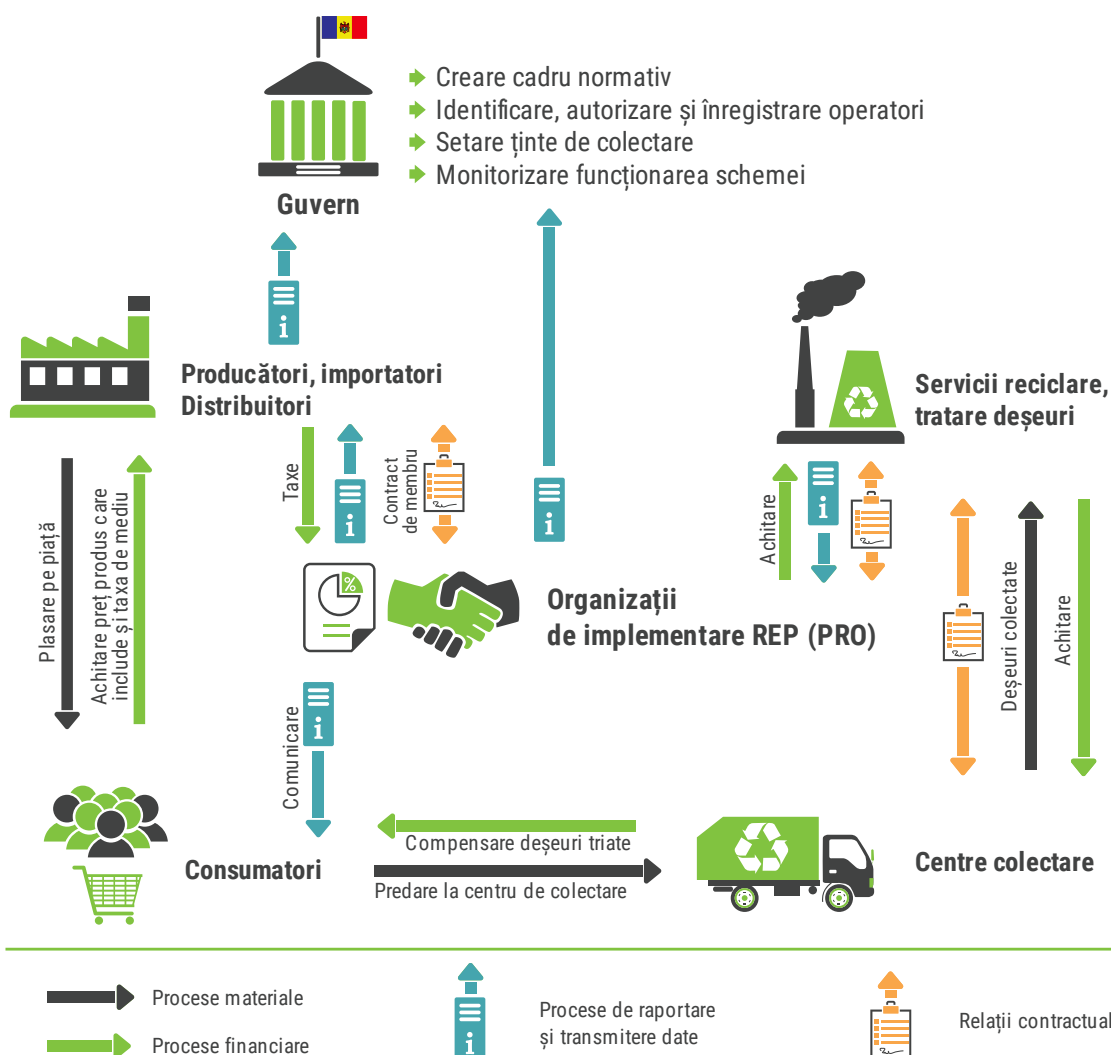 Creare cadru normativ
Identificare, autorizare și înregistrare operatori
Setare ținte de colectare
Monitorizare funcționarea schemei
Guvern
i
Producători, importatori
Distribuitori
Servicii reciclare,
tratare deșeuri
Plasare pe piață
Achitare preț produs care
include și taxa de mediu
Taxe
i
Contract
de membru
i
Achitare
i
%
Organizații
de implementare REP (PRO)
Deșeuri colectate
Achitare
Comunicare
i
Consumatori
Compensare deșeuri triate
Predare la centru de colectare
Centre colectare
Procese materiale
Procese financiare
i
Procese de raportare
și transmitere date
Relații contractual